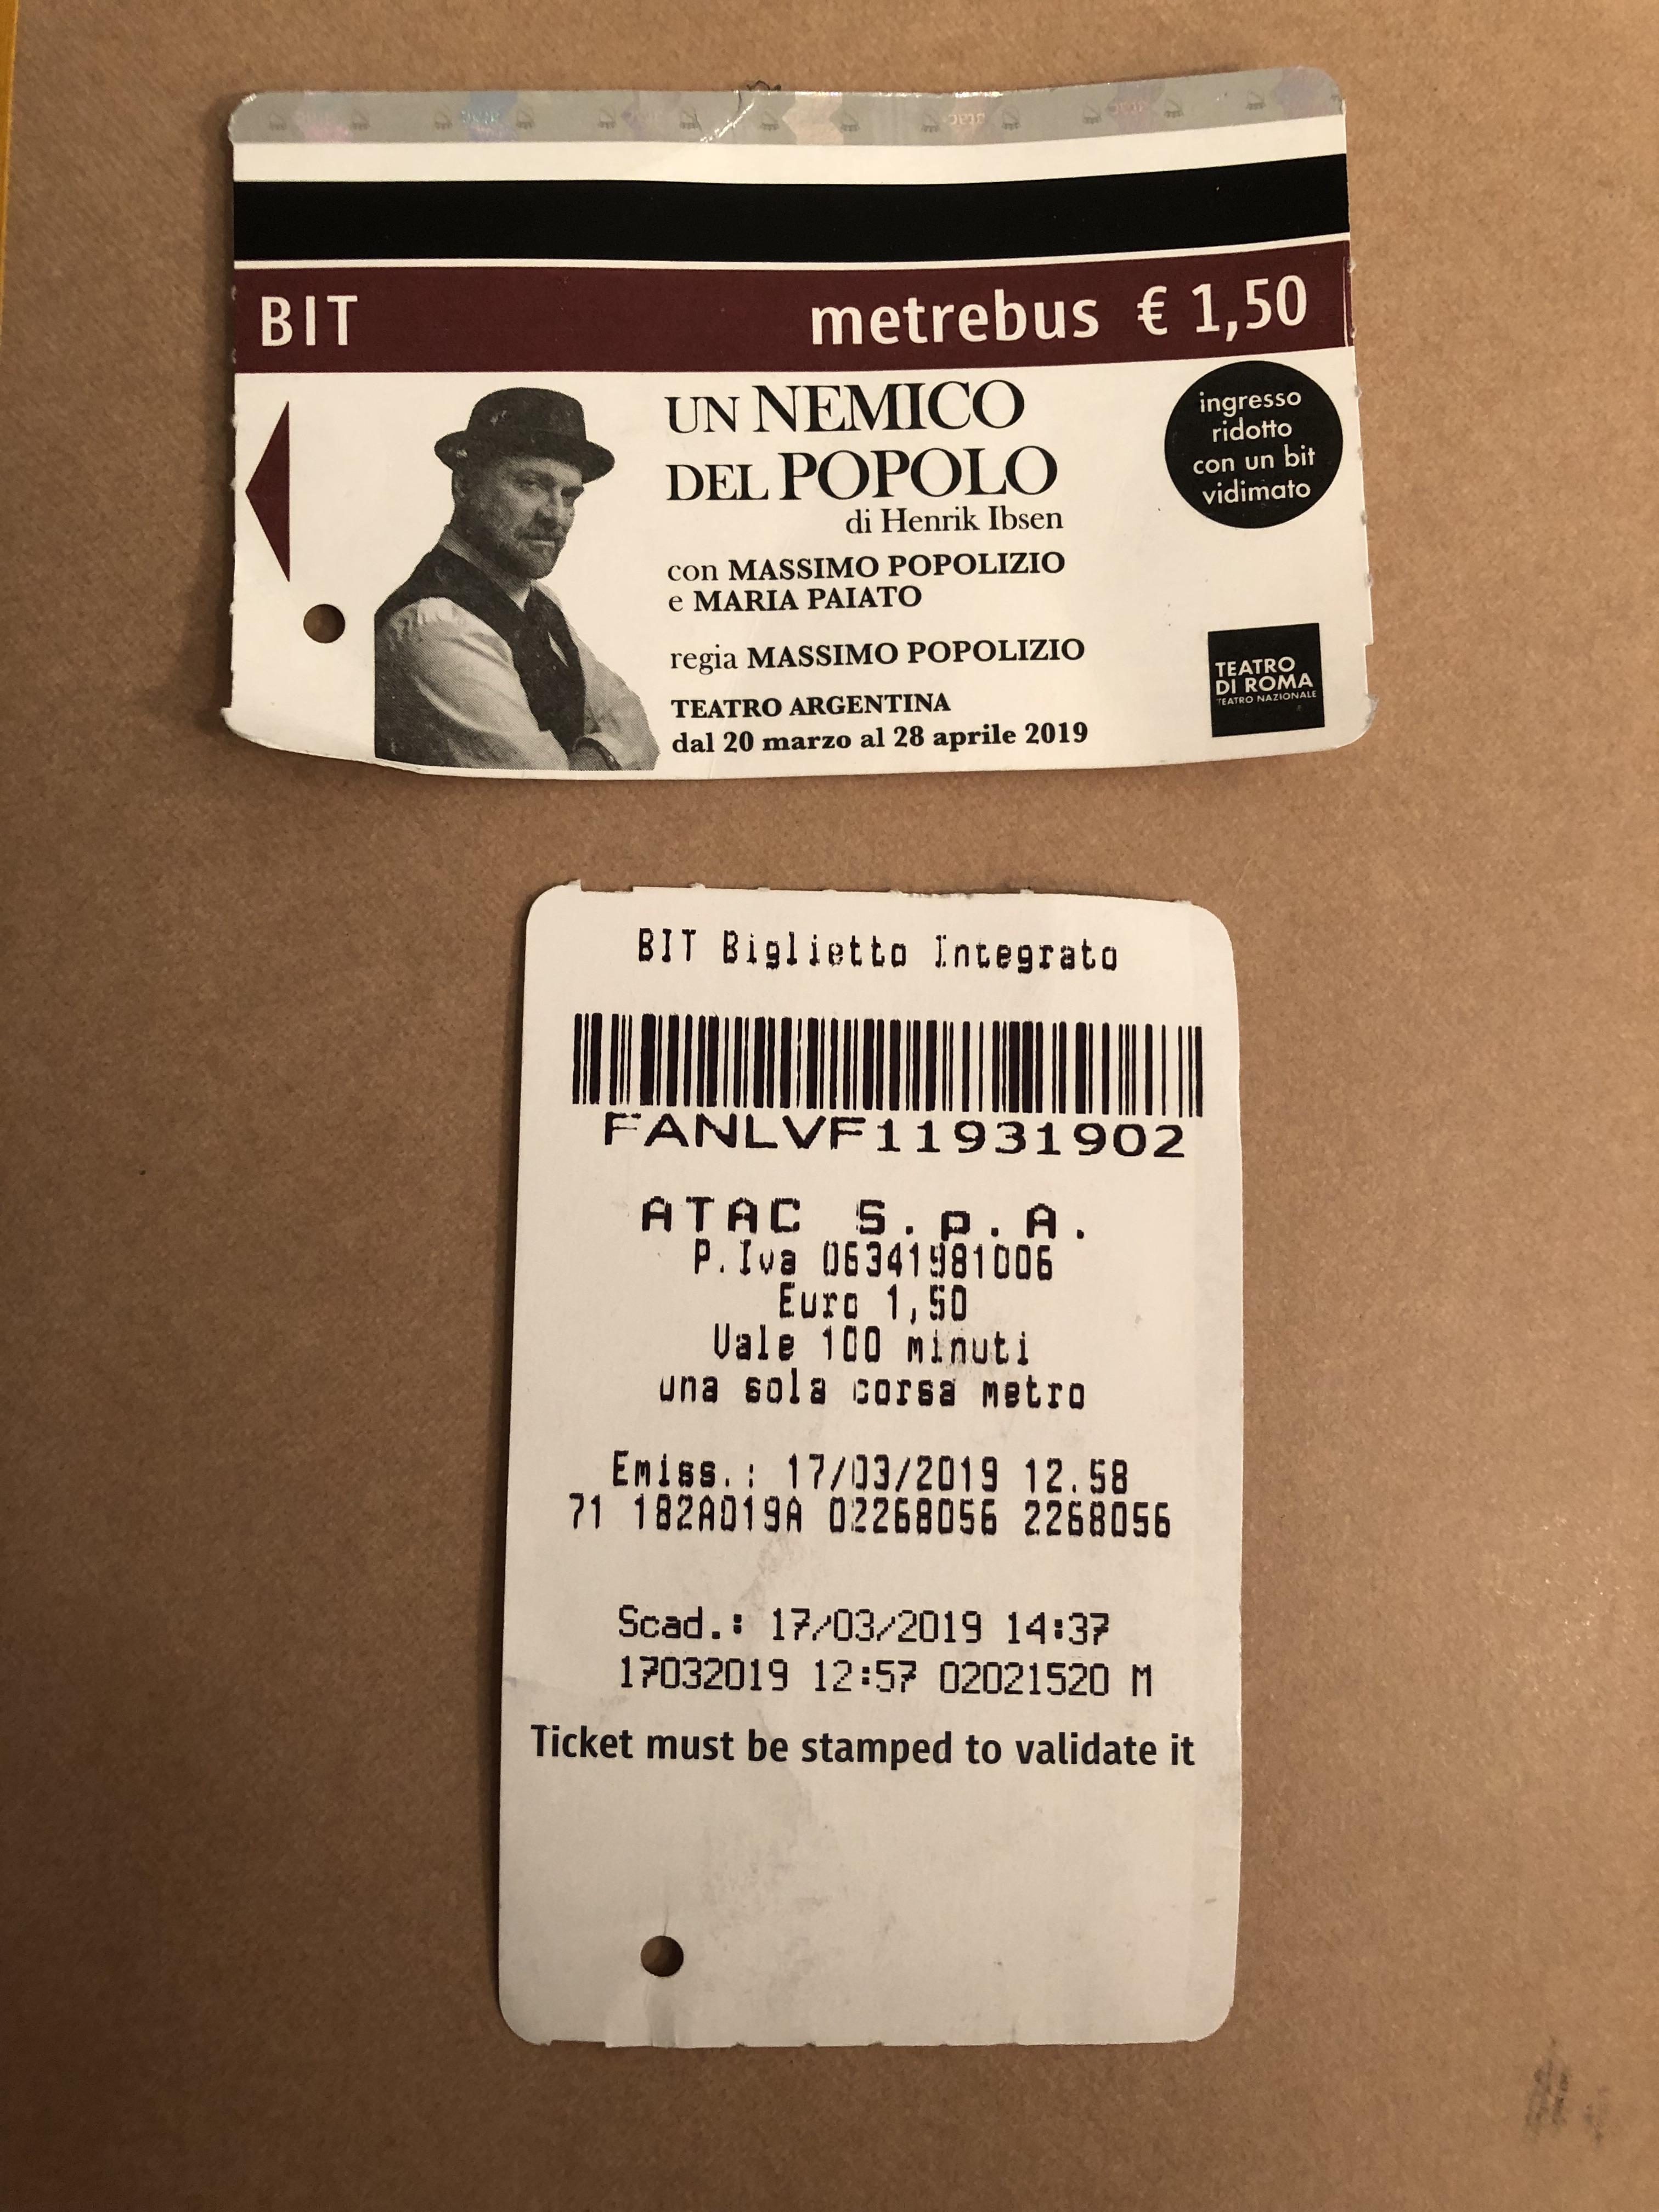 BIT metrebus € 1,50
UN NEMICO
DEL POPOLO
di Henrik Ibsen
con MASSIMO POPOLIZIO
e MARIA PAIATO
regia MASSIMO POPOLIZIO
TEATRO ARGENTINA
dal 20 marzo al 28 aprile 2019
ingresso
ridotto
con un bit
vidimato
TEATRO
DI ROMA
TEATRO NAZIONALE
BIT Biglietto Integrato
FANLVF11931902
ATAC S.p.A.
P.Iva 06341981006
Euro 1,50
Vale 100 minuti
una sola corsa metro
Emiss.: 17/03/2019 12.58
71 182A019A 02268056 2268056
Scad.: 17/03/2019 14:37
17032019 12:57 02021520 M
Ticket must be stamped to validate it